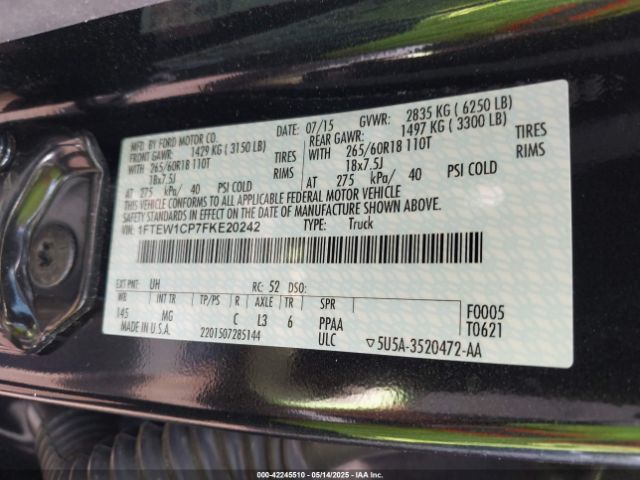 MFD. BY FORD MOTOR CO.
DATE: 07/15 GVWR: 2835 KG ( 6250 LB)
FRONT GAWR: 1429 KG ( 3150 LB) REAR GAWR: 1497 KG ( 3300 LB)
WITH 265/60R18 110T TIRES WITH 265/60R18 110T TIRES
18x7.5J RIMS 18x7.5J RIMS
AT 275 kPa/ 40 PSI COLD AT 275 kPa/ 40 PSI COLD
THIS VEHICLE CONFORMS TO ALL APPLICABLE FEDERAL MOTOR VEHICLE
SAFETY STANDARDS IN EFFECT ON THE DATE OF MANUFACTURE SHOWN ABOVE.
VIN: 1FTEW1CP7FKE20242 TYPE: Truck
EXT PNT: UH RC: 52 DSO:
WB INT TR TP/PS R AXLE TR SPR F0005
145 MG C L3 6 PPAA T0621
MADE IN U.S.A. 2201507285144 ULC ▽5U5A-3520472-AA
000-42245510 - 05/14/2025 - IAA Inc.